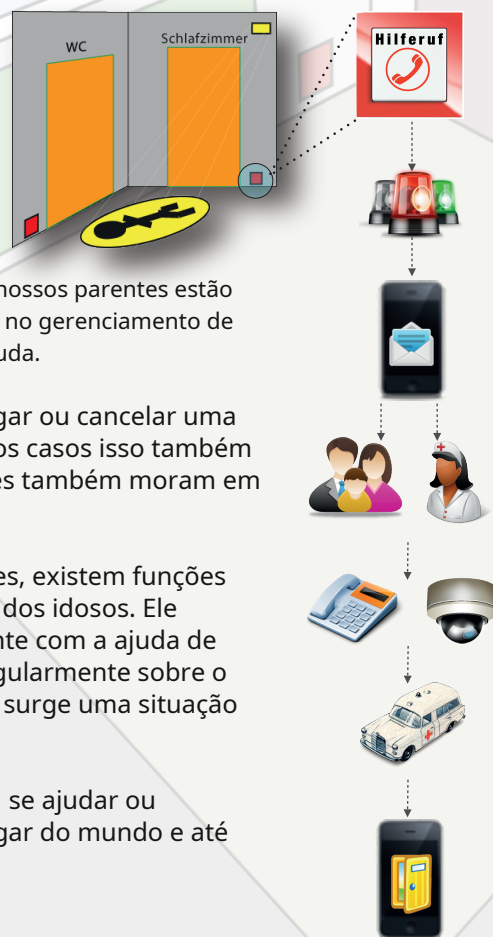 WC
Schlafzimmer
Hilferuf
nossos parentes estão
no gerenciamento de
uda.
gar ou cancelar uma
os casos isso também
es também moram em
es, existem funções
dos idosos. Ele
nte com a ajuda de
gularmente sobre o
surge uma situação
se ajudar ou
gar do mundo e até